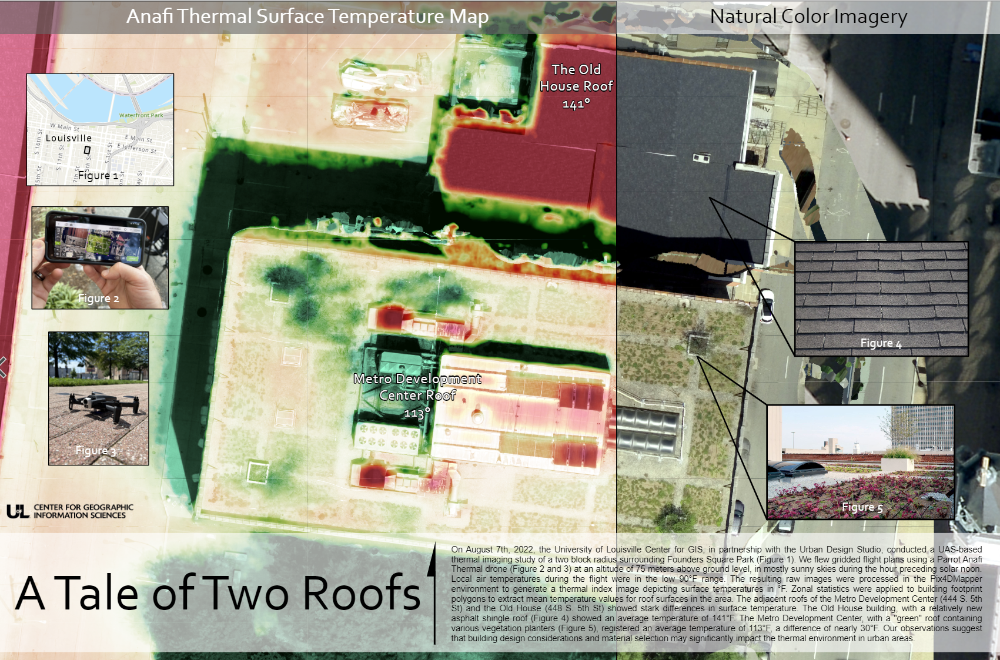 Anafi Thermal Surface Temperature Map
Natural Color Imagery
The Old
House Roof
141°
Waterfront Park
W Main St
E Main St
Louisville
E Jefferson St
S 16th St
S 11th St
S 1st St
15th St
7th St
5th St
Figure 1
Figure 2
Figure 3
Figure 4
Figure 5
Metro Development
Center Roof
113°
UofL
CENTER FOR GEOGRAPHIC
INFORMATION SCIENCES
A Tale of Two Roofs
On August 7th, 2022, the University of Louisville Center for GIS, in partnership with the Urban Design Studio, conducted a UAS-based
thermal imaging study of a two block radius surrounding Founders Square Park (Figure 1). We flew gridded flight plans using a Parrot Anafi
Thermal drone (Figure 2 and 3) at an altitude of 75 meters above ground level, in mostly sunny skies during the hour preceding solar noon.
Local air temperatures during the flight were in the low 90°F range. The resulting raw images were processed in the Pix4DMapper
environment to generate a thermal index image depicting surface temperatures in °F. Zonal statistics were applied to building footprint
polygons to extract mean temperature values for roof surfaces in the area. The adjacent roofs of the Metro Development Center (444 S. 5th
St) and the Old House (448 S. 5th St) showed stark differences in surface temperature. The Old House building, with a relatively new
asphalt shingle roof (Figure 4) showed an average temperature of 141°F. The Metro Development Center, with a "green" roof containing
various vegetation planters (Figure 5), registered an average temperature of 113°F, a difference of nearly 30°F. Our observations suggest
that building design considerations and material selection may significantly impact the thermal environment in urban areas.